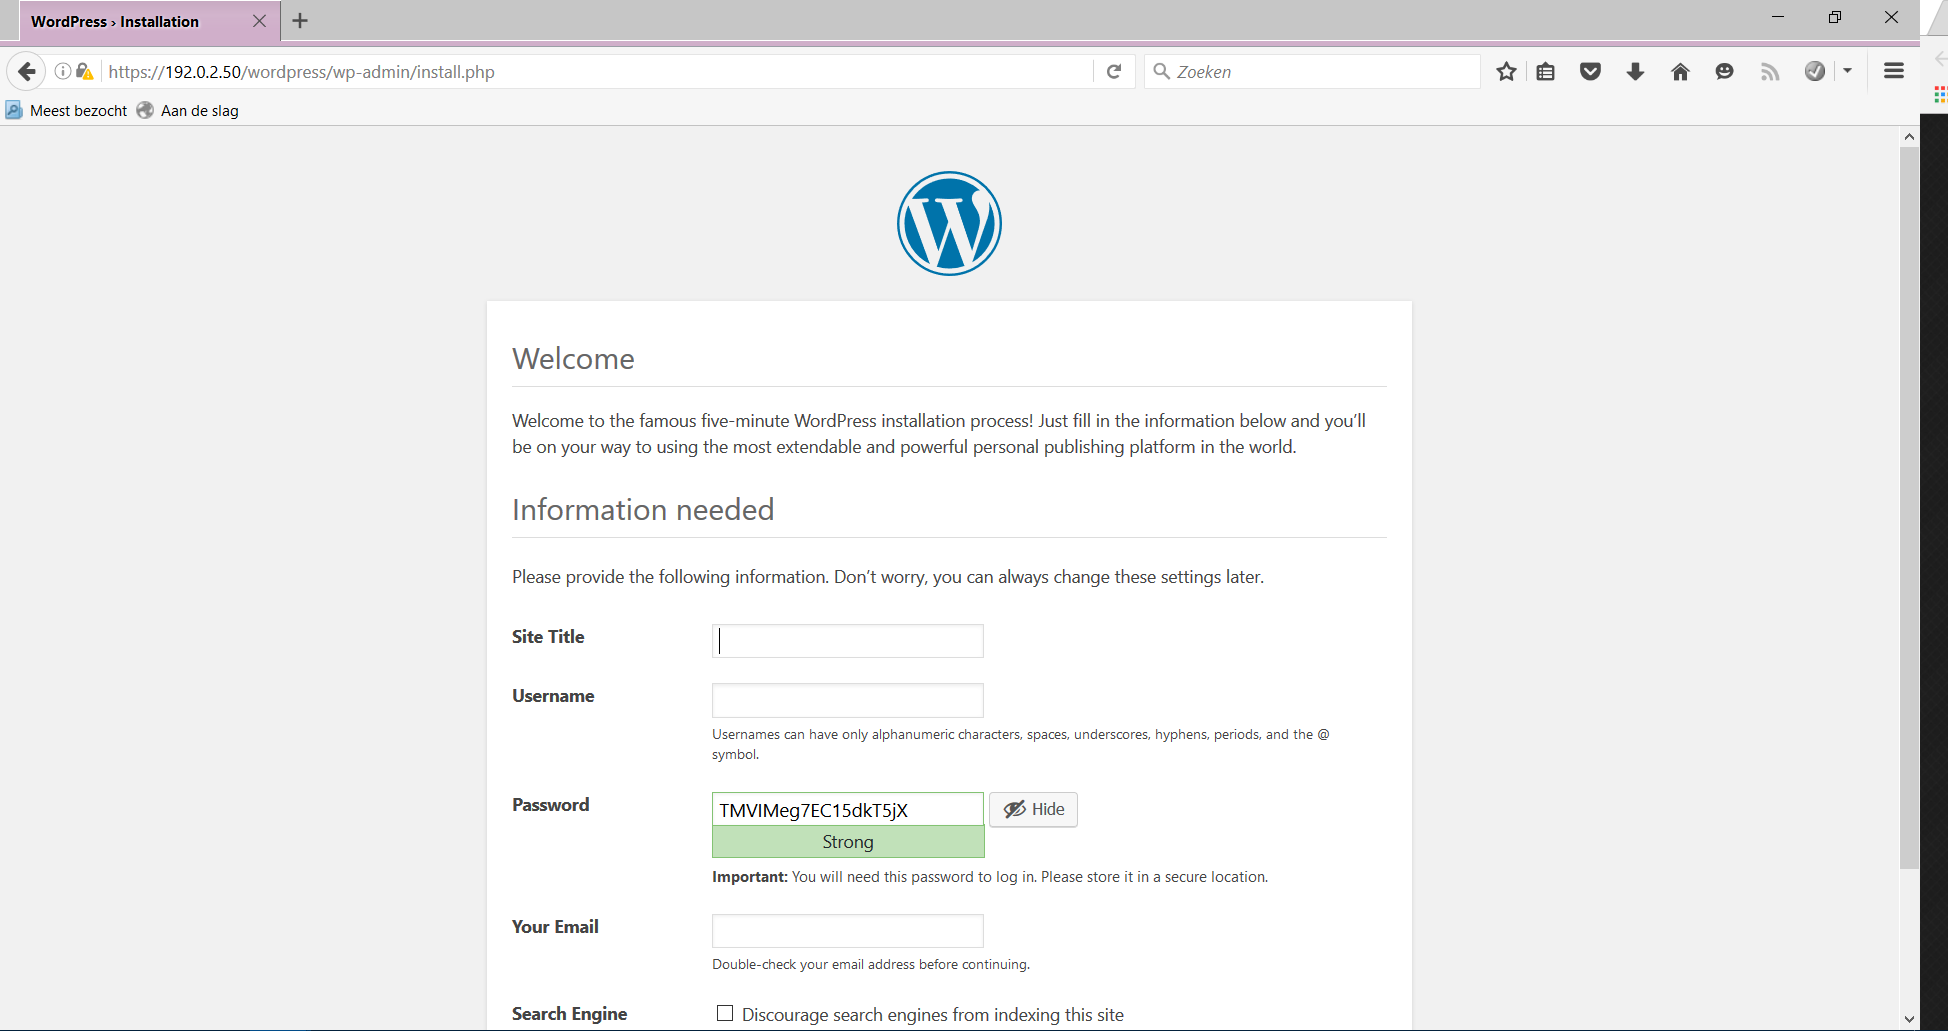 WordPress › Installation
https://192.0.2.50/wordpress/wp-admin/install.php
Zoeken
Meest bezocht
Aan de slag
Welcome
Welcome to the famous five-minute WordPress installation process! Just fill in the information below and you’ll
be on your way to using the most extendable and powerful personal publishing platform in the world.
Information needed
Please provide the following information. Don’t worry, you can always change these settings later.
Site Title
Username
Usernames can have only alphanumeric characters, spaces, underscores, hyphens, periods, and the @
symbol.
Password
TMVIMeg7EC15dkT5jX
Hide
Strong
Important: You will need this password to log in. Please store it in a secure location.
Your Email
Double-check your email address before continuing.
Search Engine
Discourage search engines from indexing this site